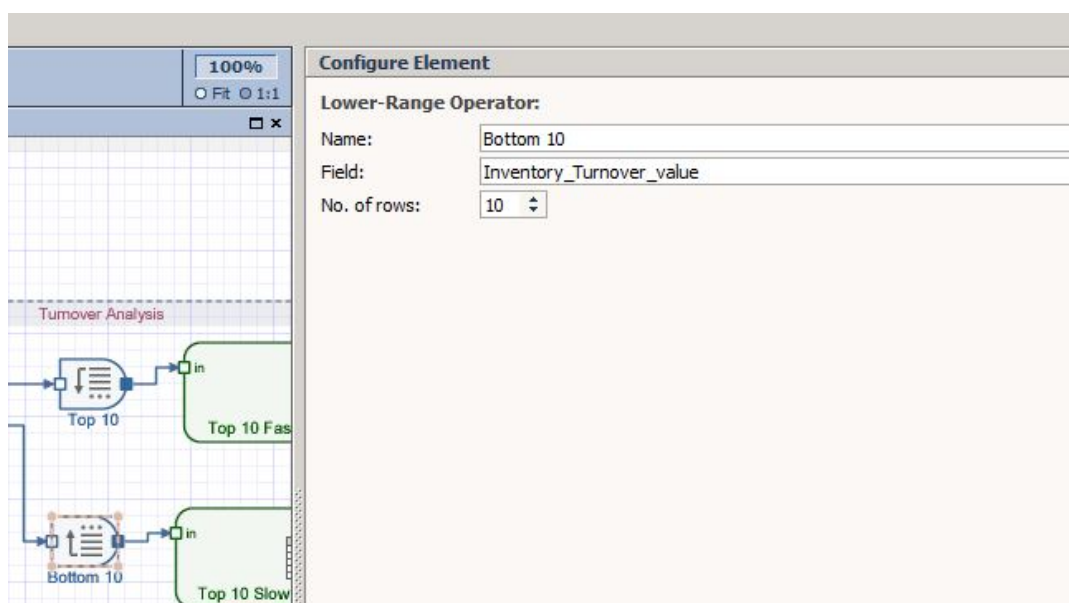 100%
Fit 1:1
Turnover Analysis
in
Top 10
Top 10 Fas
in
Bottom 10
Top 10 Slow
Configure Element
Lower-Range Operator:
Name: Bottom 10
Field: Inventory_Turnover_value
No. of rows: 10